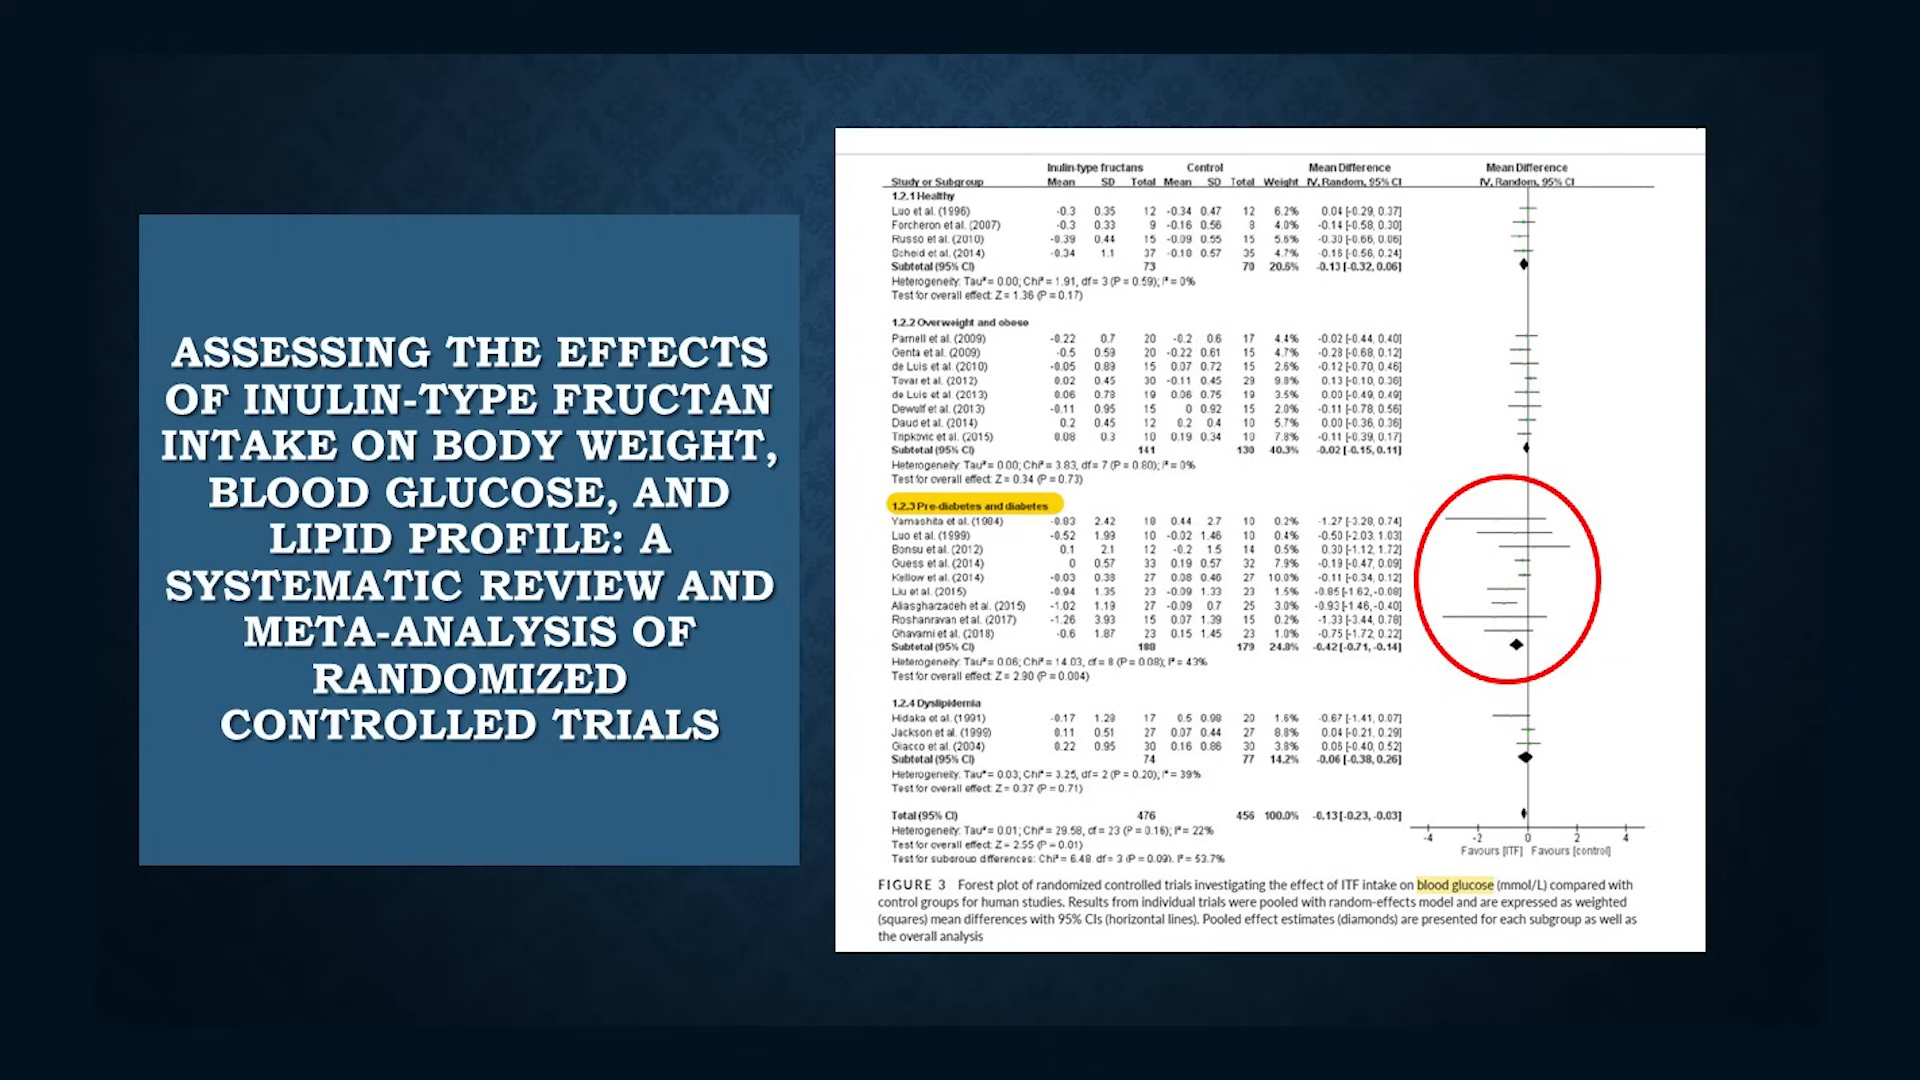 ASSESSING THE EFFECTS
OF INULIN-TYPE FRUCTAN
INTAKE ON BODY WEIGHT,
BLOOD GLUCOSE, AND
LIPID PROFILE: A
SYSTEMATIC REVIEW AND
META-ANALYSIS OF
RANDOMIZED
CONTROLLED TRIALS
Inulin-type fructans Control Mean Difference Mean Difference
Study or Subgroup Mean SD Total Mean SD Total Weight IV, Random, 95% CI IV, Random, 95% CI
1.2.1 Healthy
Luo et al. (1996) -0.3 0.35 12 -0.34 0.47 12 6.2% 0.04 [-0.29, 0.37]
Forcheron et al. (2007) -0.3 0.33 9 -0.16 0.56 8 4.0% -0.14 [-0.58, 0.30]
Russo et al. (2010) -0.39 0.44 15 -0.09 0.55 15 5.6% -0.30 [-0.66, 0.06]
Scheid et al. (2014) -0.34 1.1 37 -0.18 0.57 35 4.7% -0.16 [-0.56, 0.24]
Subtotal (95% CI) 73 70 20.6% -0.13 [-0.32, 0.06]
Heterogeneity: Tau² = 0.00; Chi² = 1.91, df = 3 (P = 0.59); I² = 0%
Test for overall effect: Z = 1.36 (P = 0.17)
1.2.2 Overweight and obese
Parnell et al. (2009) -0.22 0.7 20 -0.2 0.6 17 4.4% -0.02 [-0.44, 0.40]
Genta et al. (2009) -0.5 0.59 20 -0.22 0.61 15 4.7% -0.28 [-0.68, 0.12]
de Luis et al. (2010) -0.05 0.89 15 0.07 0.72 15 2.6% -0.12 [-0.70, 0.46]
Tovar et al. (2012) 0.02 0.45 30 -0.11 0.45 29 9.8% 0.13 [-0.10, 0.36]
de Luis et al. (2013) 0.06 0.79 19 0.06 0.75 19 3.5% 0.00 [-0.49, 0.49]
Dewulf et al. (2013) -0.11 0.95 15 0 0.92 15 2.0% -0.11 [-0.78, 0.56]
Daud et al. (2014) 0.2 0.45 12 0.2 0.4 10 5.7% 0.00 [-0.36, 0.36]
Tripkovic et al. (2015) 0.08 0.3 10 0.19 0.34 10 7.8% -0.11 [-0.39, 0.17]
Subtotal (95% CI) 141 130 40.3% -0.02 [-0.15, 0.11]
Heterogeneity: Tau² = 0.00; Chi² = 3.83, df = 7 (P = 0.80); I² = 0%
Test for overall effect: Z = 0.34 (P = 0.73)
1.2.3 Pre-diabetes and diabetes
Yamashita et al. (1984) -0.83 2.42 18 0.44 2.7 10 0.2% -1.27 [-3.28, 0.74]
Luo et al. (1999) -0.52 1.99 10 -0.02 1.46 10 0.4% -0.50 [-2.03, 1.03]
Bonsu et al. (2012) 0.1 2.1 12 -0.2 1.5 14 0.5% 0.30 [-1.12, 1.72]
Guess et al. (2014) 0 0.57 33 0.19 0.57 32 7.9% -0.19 [-0.47, 0.09]
Kellow et al. (2014) -0.03 0.38 27 0.08 0.46 27 10.0% -0.11 [-0.34, 0.12]
Liu et al. (2015) -0.94 1.35 23 -0.09 1.33 23 1.5% -0.85 [-1.62, -0.08]
Aliasgharzadeh et al. (2015) -1.02 1.19 27 -0.09 0.7 25 3.0% -0.93 [-1.46, -0.40]
Roshanravan et al. (2017) -1.26 3.93 15 0.07 1.39 15 0.2% -1.33 [-3.44, 0.78]
Ghavami et al. (2018) -0.6 1.87 23 0.15 1.45 23 1.0% -0.75 [-1.72, 0.22]
Subtotal (95% CI) 188 179 24.8% -0.42 [-0.71, -0.14]
Heterogeneity: Tau² = 0.06; Chi² = 14.03, df = 8 (P = 0.08); I² = 43%
Test for overall effect: Z = 2.90 (P = 0.004)
1.2.4 Dyslipidemia
Hidaka et al. (1991) -0.17 1.29 17 0.5 0.98 20 1.6% -0.67 [-1.41, 0.07]
Jackson et al. (1999) 0.11 0.51 27 0.07 0.44 27 8.8% 0.04 [-0.21, 0.29]
Giacco et al. (2004) 0.22 0.95 30 0.16 0.86 30 3.8% 0.06 [-0.40, 0.52]
Subtotal (95% CI) 74 77 14.2% -0.06 [-0.38, 0.26]
Heterogeneity: Tau² = 0.03; Chi² = 3.25, df = 2 (P = 0.20); I² = 39%
Test for overall effect: Z = 0.37 (P = 0.71)
Total (95% CI) 476 456 100.0% -0.13 [-0.23, -0.03]
Heterogeneity: Tau² = 0.01; Chi² = 29.58, df = 23 (P = 0.16); I² = 22%
Test for overall effect: Z = 2.55 (P = 0.01)
Test for subgroup differences: Chi² = 6.48, df = 3 (P = 0.09), I² = 53.7%
-4 -2 0 2 4
Favours [ITF] Favours [control]
FIGURE 3 Forest plot of randomized controlled trials investigating the effect of ITF intake on blood glucose (mmol/L) compared with
control groups for human studies. Results from individual trials were pooled with random-effects model and are expressed as weighted
(squares) mean differences with 95% CIs (horizontal lines). Pooled effect estimates (diamonds) are presented for each subgroup as well as
the overall analysis